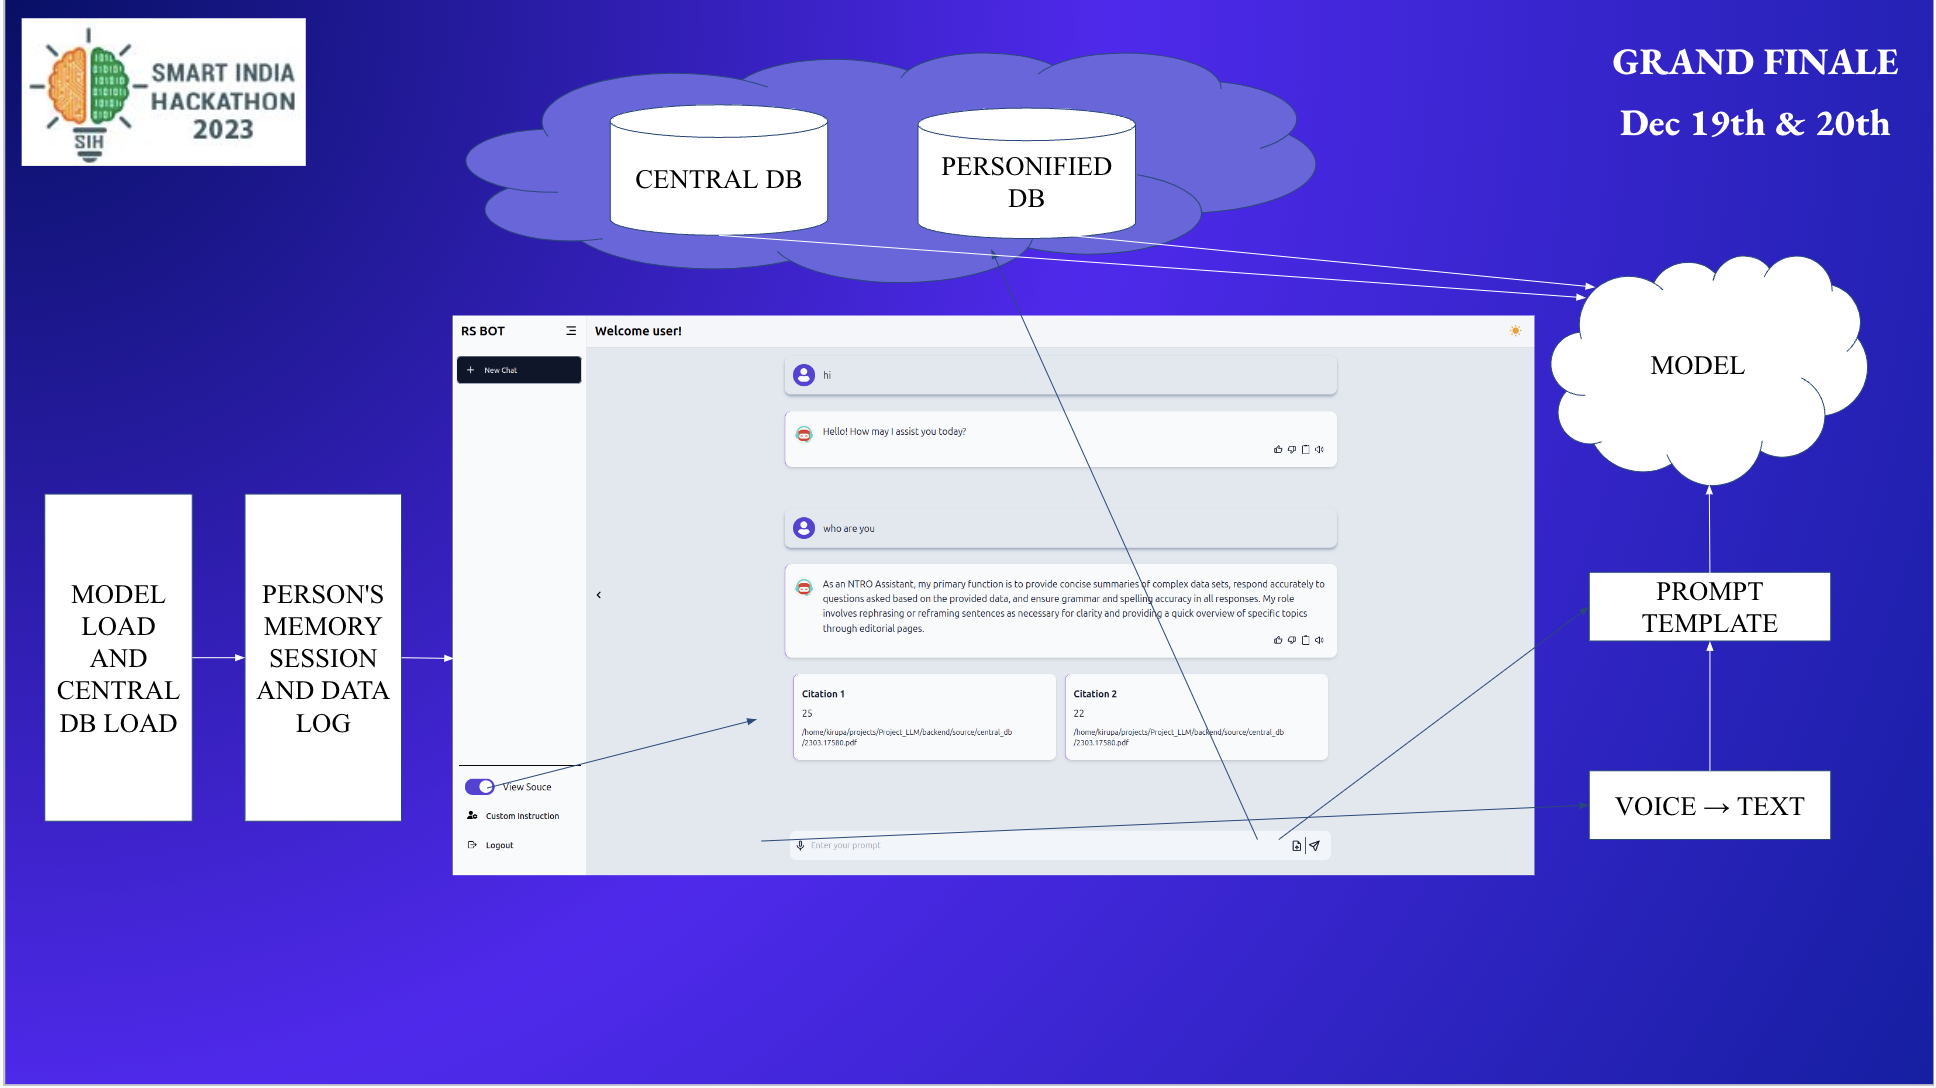 SMART INDIA
HACKATHON
2023
SIH
GRAND FINALE
Dec 19th & 20th
CENTRAL DB
PERSONIFIED
DB
MODEL
PROMPT
TEMPLATE
VOICE → TEXT
MODEL
LOAD
AND
CENTRAL
DB LOAD
PERSON'S
MEMORY
SESSION
AND DATA
LOG
RS BOT
Welcome user!
+ New Chat
hi
Hello! How may I assist you today?
who are you
As an NTRO Assistant, my primary function is to provide concise summaries of complex data sets, respond accurately to
questions asked based on the provided data, and ensure grammar and spelling accuracy in all responses. My role
involves rephrasing or reframing sentences as necessary for clarity and providing a quick overview of specific topics
through editorial pages.
Citation 1
25
/home/kirupa/projects/Project_LLM/backend/source/central_db
/2303.17580.pdf
Citation 2
22
/home/kirupa/projects/Project_LLM/backend/source/central_db
/2303.17580.pdf
View Souce
Custom Instruction
Logout
Enter your prompt